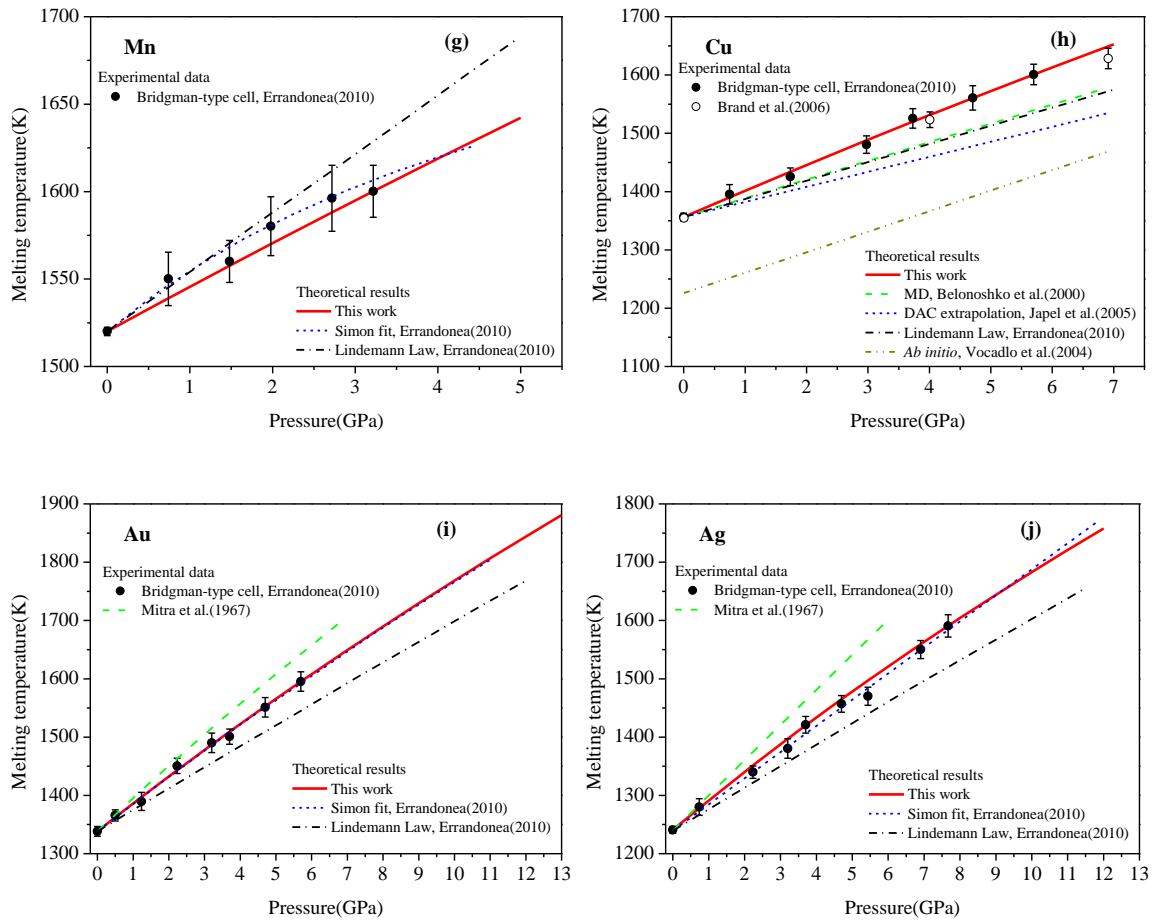 Mn
(g)
Experimental data
Bridgman-type cell, Errandonea(2010)
Theoretical results
This work
Simon fit, Errandonea(2010)
Lindemann Law, Errandonea(2010)
1700
1650
1600
1550
1500
Melting temperature(K)
0 1 2 3 4 5
Pressure(GPa)
Cu
(h)
Experimental data
Bridgman-type cell, Errandonea(2010)
Brand et al.(2006)
Theoretical results
This work
MD, Belonoshko et al.(2000)
DAC extrapolation, Japel et al.(2005)
Lindemann Law, Errandonea(2010)
Ab initio, Vocadlo et al.(2004)
1700
1600
1500
1400
1300
1200
1100
Melting temperature(K)
0 1 2 3 4 5 6 7
Pressure(GPa)
Au
(i)
Experimental data
Bridgman-type cell, Errandonea(2010)
Mitra et al.(1967)
Theoretical results
This work
Simon fit, Errandonea(2010)
Lindemann Law, Errandonea(2010)
1900
1800
1700
1600
1500
1400
1300
Melting temperature(K)
0 1 2 3 4 5 6 7 8 9 10 11 12 13
Pressure(GPa)
Ag
(j)
Experimental data
Bridgman-type cell, Errandonea(2010)
Mitra et al.(1967)
Theoretical results
This work
Simon fit, Errandonea(2010)
Lindemann Law, Errandonea(2010)
1800
1700
1600
1500
1400
1300
1200
Melting temperature(K)
0 1 2 3 4 5 6 7 8 9 10 11 12 13
Pressure(GPa)